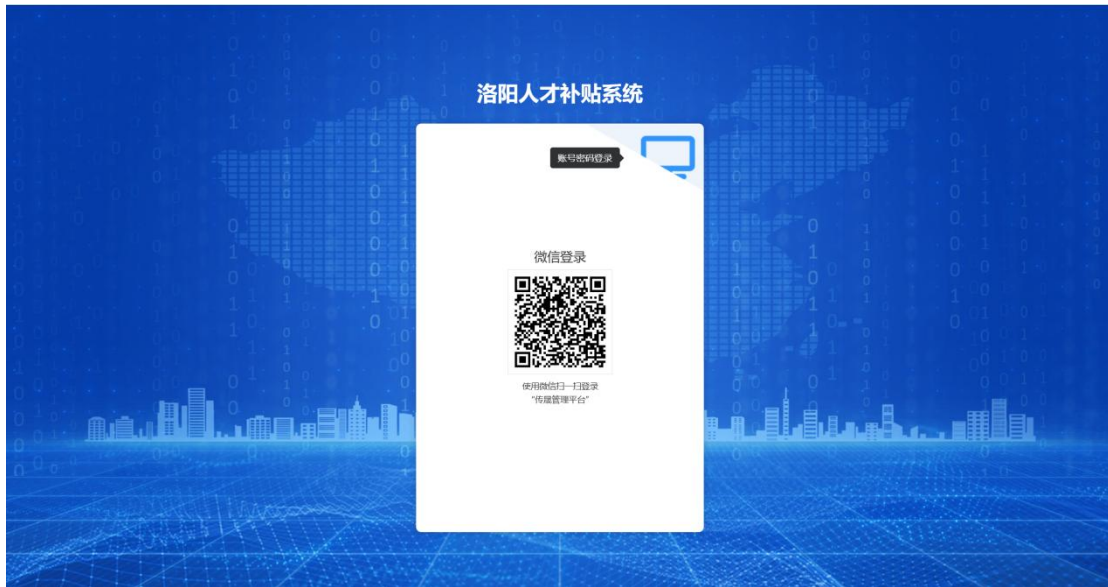 洛阳人才补贴系统
账号密码登录
微信登录
使用微信扫一扫登录
"传晟管理平台"